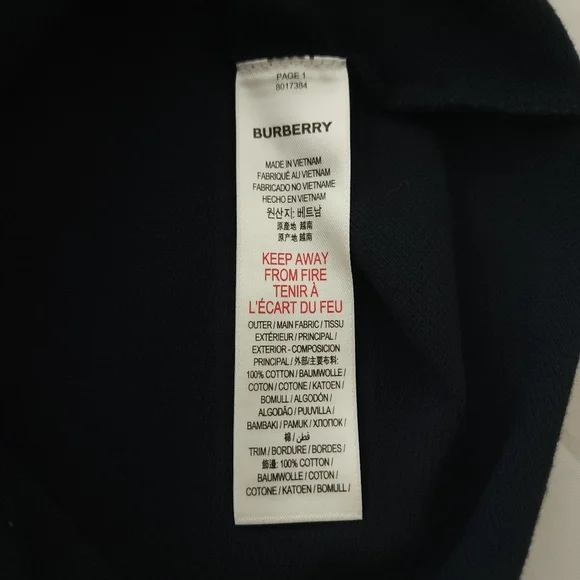 PAGE 1
8017384
BURBERRY
MADE IN VIETNAM
FABRIQUÉ AU VIETNAM
FABRICADO NO VIETNAME
HECHO EN VIETNAM
원산지: 베트남
原產地 越南
原产地 越南
KEEP AWAY
FROM FIRE
TENIR À
L'ÉCART DU FEU
OUTER / MAIN FABRIC / TISSU
EXTÉRIEUR / PRINCIPAL /
EXTERIOR - COMPOSICION
PRINCIPAL / 外部/主要布料:
100% COTTON / BAUMWOLLE /
COTON / COTONE / KATOEN /
BOMULL / ALGODÓN /
ALGODÃO / PUUVILLA /
BAMBAKI / PAMUK / ХЛОПОК /
棉 / قطن /
TRIM / BORDURE / BORDES /
飾邊: 100% COTTON /
BAUMWOLLE / COTON /
COTONE / KATOEN / BOMULL /